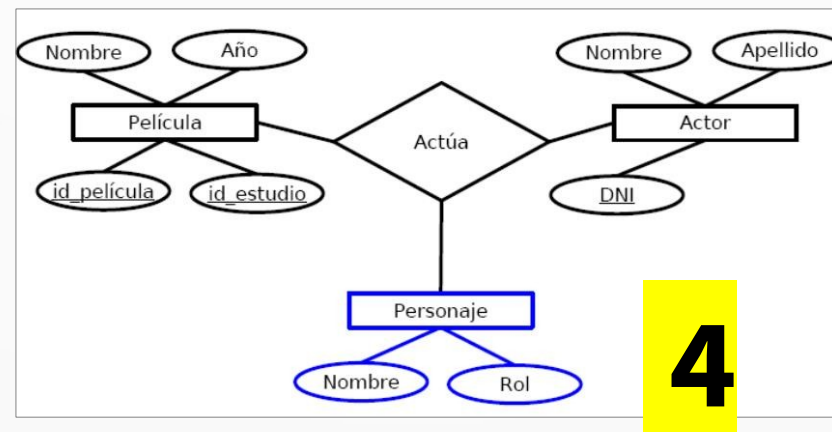 Nombre
Año
Nombre
Apellido
Película
Actúa
Actor
id_película
id_estudio
DNI
Personaje
Nombre
Rol
4